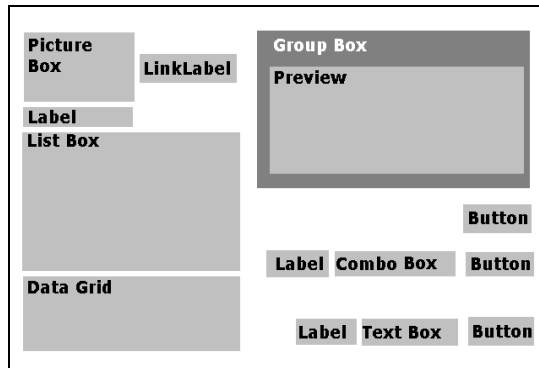 Picture
Box
LinkLabel
Label
List Box
Data Grid
Group Box
Preview
Button
Label Combo Box Button
Label Text Box Button